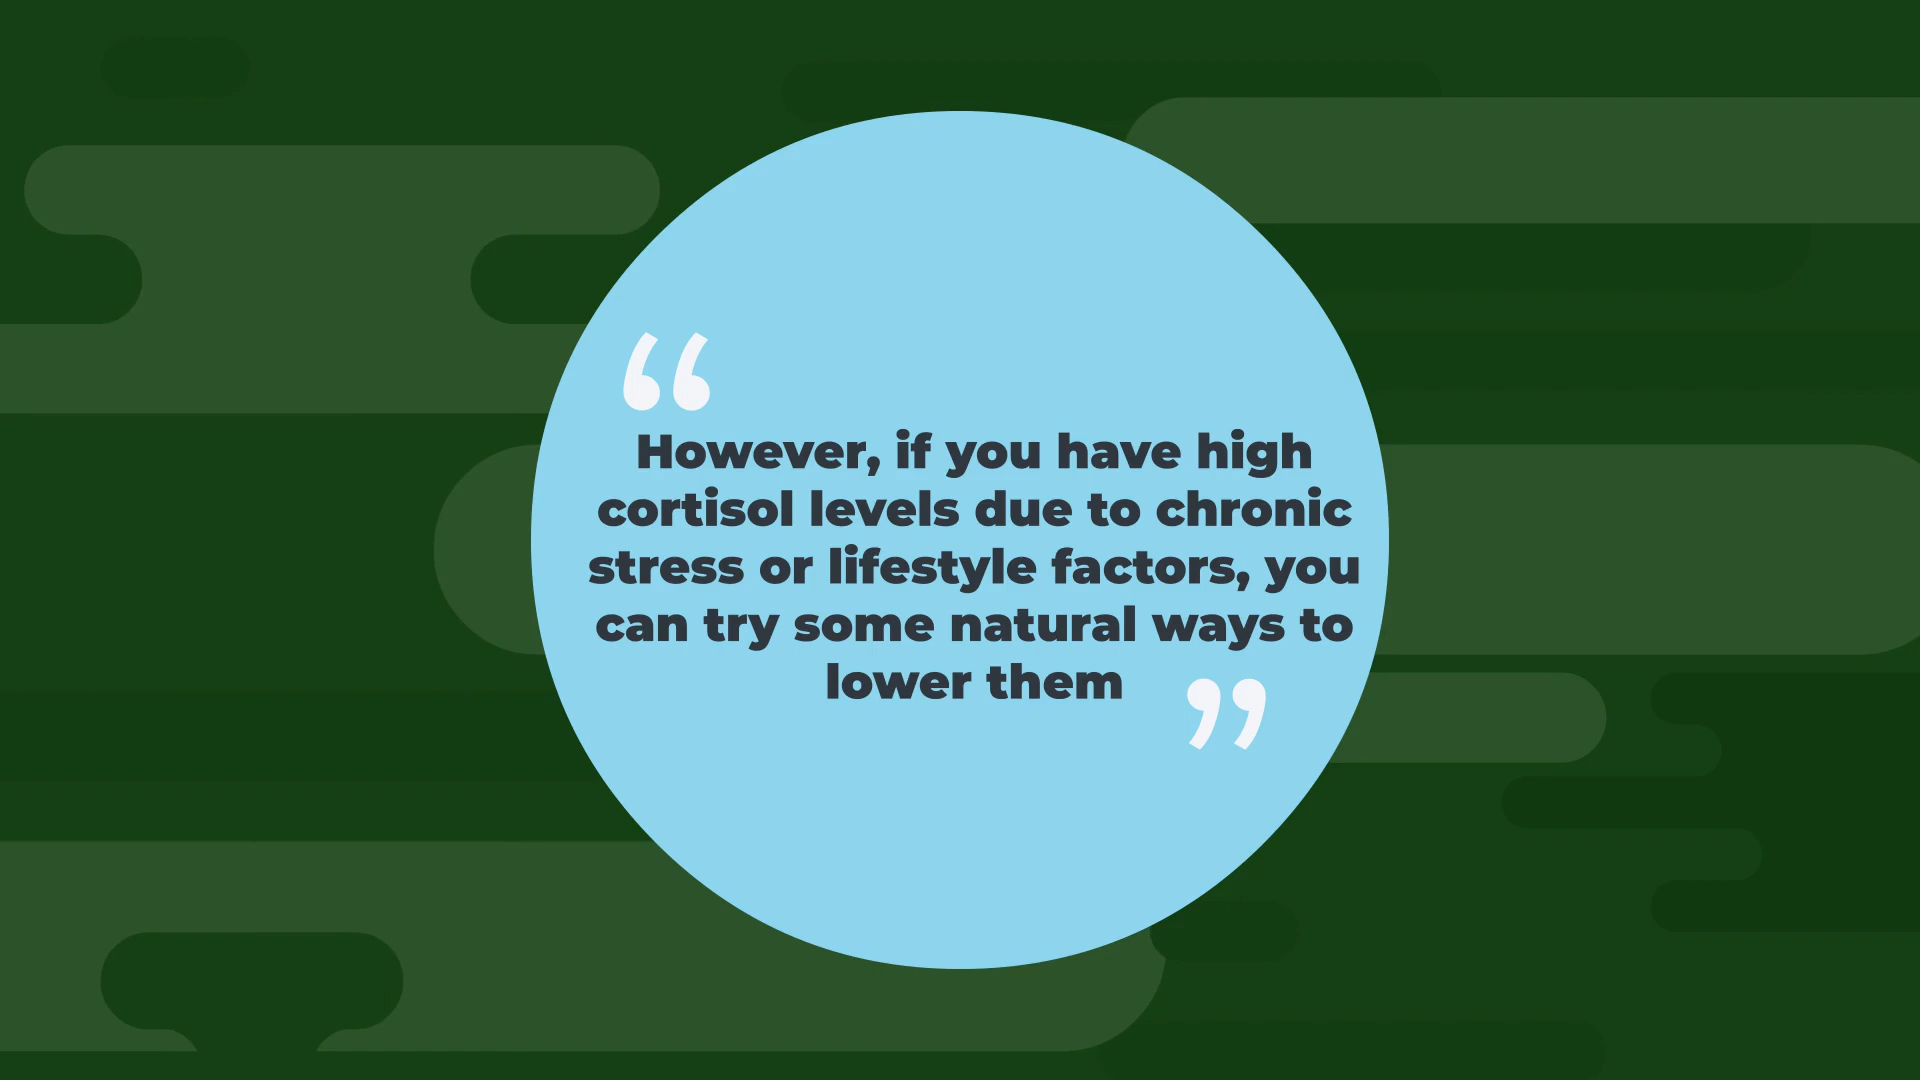 “
However, if you have high
cortisol levels due to chronic
stress or lifestyle factors, you
can try some natural ways to
lower them
”